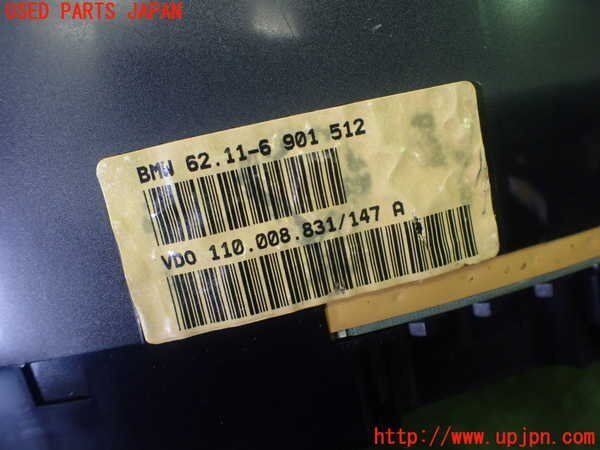 USED PARTS JAPAN
BMW 62.11-6 901 512
VDO 110.008.831/147 A
http://www.upjpn.com/